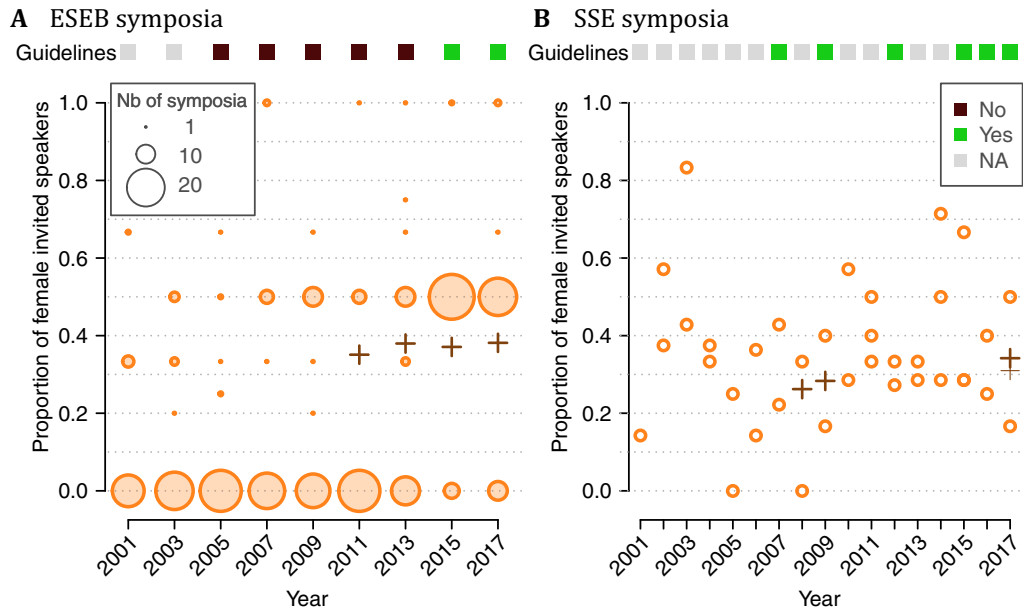 A ESEB symposia
Guidelines
Nb of symposia
1
10
20
1.0
0.8
0.6
0.4
0.2
0.0
Proportion of female invited speakers
2001 2003 2005 2007 2009 2011 2013 2015 2017
Year
B SSE symposia
Guidelines
No
Yes
NA
1.0
0.8
0.6
0.4
0.2
0.0
Proportion of female invited speakers
2001 2003 2005 2007 2009 2011 2013 2015 2017
Year